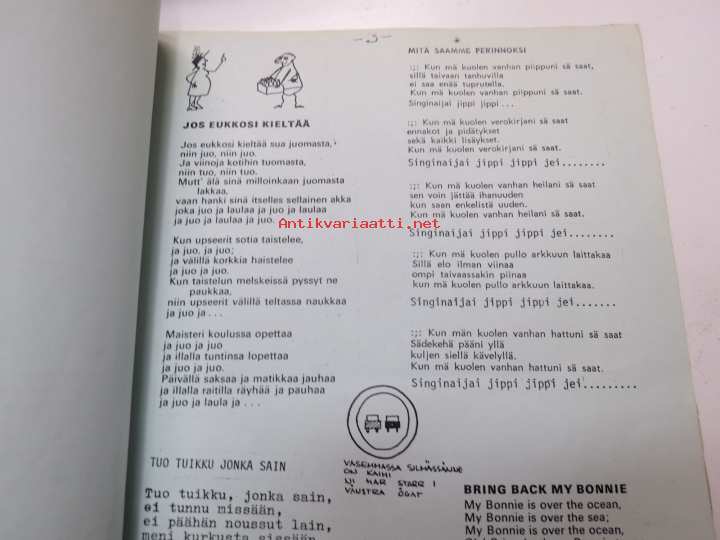 - 3 -
JOS EUKKOSI KIELTÄÄ
Jos eukkosi kieltää sua juomasta,
niin juo, niin juo.
Ja viinoja kotihin tuomasta,
niin tuo, niin tuo.
Mutt' älä sinä milloinkaan juomasta
lakkaa,
vaan hanki sinä itselles sellainen akka
joka juo ja laulaa ja juo ja laulaa
ja juo ja laulaa ja juo.
Kun upseerit sotia taistelee,
ja juo, ja juo;
ja välillä korkkia haistelee
ja juo ja juo.
Kun taistelun melskeissä pyssyt ne
paukkaa,
niin upseerit välillä teltassa naukkaa
ja juo ja . . .
Maisteri koulussa opettaa
ja juo ja juo
ja illalla tuntinsa lopettaa
ja juo ja juo.
Päivällä saksaa ja matikkaa jauhaa
ja illalla raitilla räyhää ja pauhaa
ja juo ja laula ja . . .
TUO TUIKKU JONKA SAIN
Tuo tuikku, jonka sain,
ei tunnu missään,
ei päähän noussut lain,
meni kurkusta sissään.
MITÄ SAAMME PERINNÖKSI
:;: Kun mä kuolen vanhan piippuni sä saat,
sillä taivaan tanhuvilla
ei saa enää tuprutella.
Kun mä kuolen vanhan piippuni sä saat.
Singinaijai jippi jippi . . .
:;: Kun mä kuolen verokirjani sä saat
ennakot ja pidätykset
sekä kaikki lisäykset.
Kun mä kuolen verokirjani sä saat.
Singinaijai jippi jippi jei........
:;: Kun mä kuolen vanhan heilani sä saat
sen voin jättää ihanuuden
kun saan enkelistä uuden.
Kun mä kuolen vanhan heilani sä saat.
Singinaijai jippi jippi jei........
:;: Kun mä kuolen pullo arkkuun laittakaa
Sillä elo ilman viinaa
ompi taivaassakin piinaa
kun mä kuolen pullo arkkuun laittakaa.
Singinaijai jippi jippi jei.......
:;: Kun män kuolen vanhan hattuni sä saat
Sädekehä pääni yllä
kuljen siellä kävelyllä.
Kun mä kuolen vanhan hattuni sä saat.
Singinaijai jippi jippi jei.........
VASEMMASSA SILMÄSSÄNNE
ON KAIHI
NI HAR STARR I
VÄNSTRA ÖGAT
BRING BACK MY BONNIE
My Bonnie is over the ocean,
My Bonnie is over the sea;
My Bonnie is over the ocean,
Antikvariaatti.net